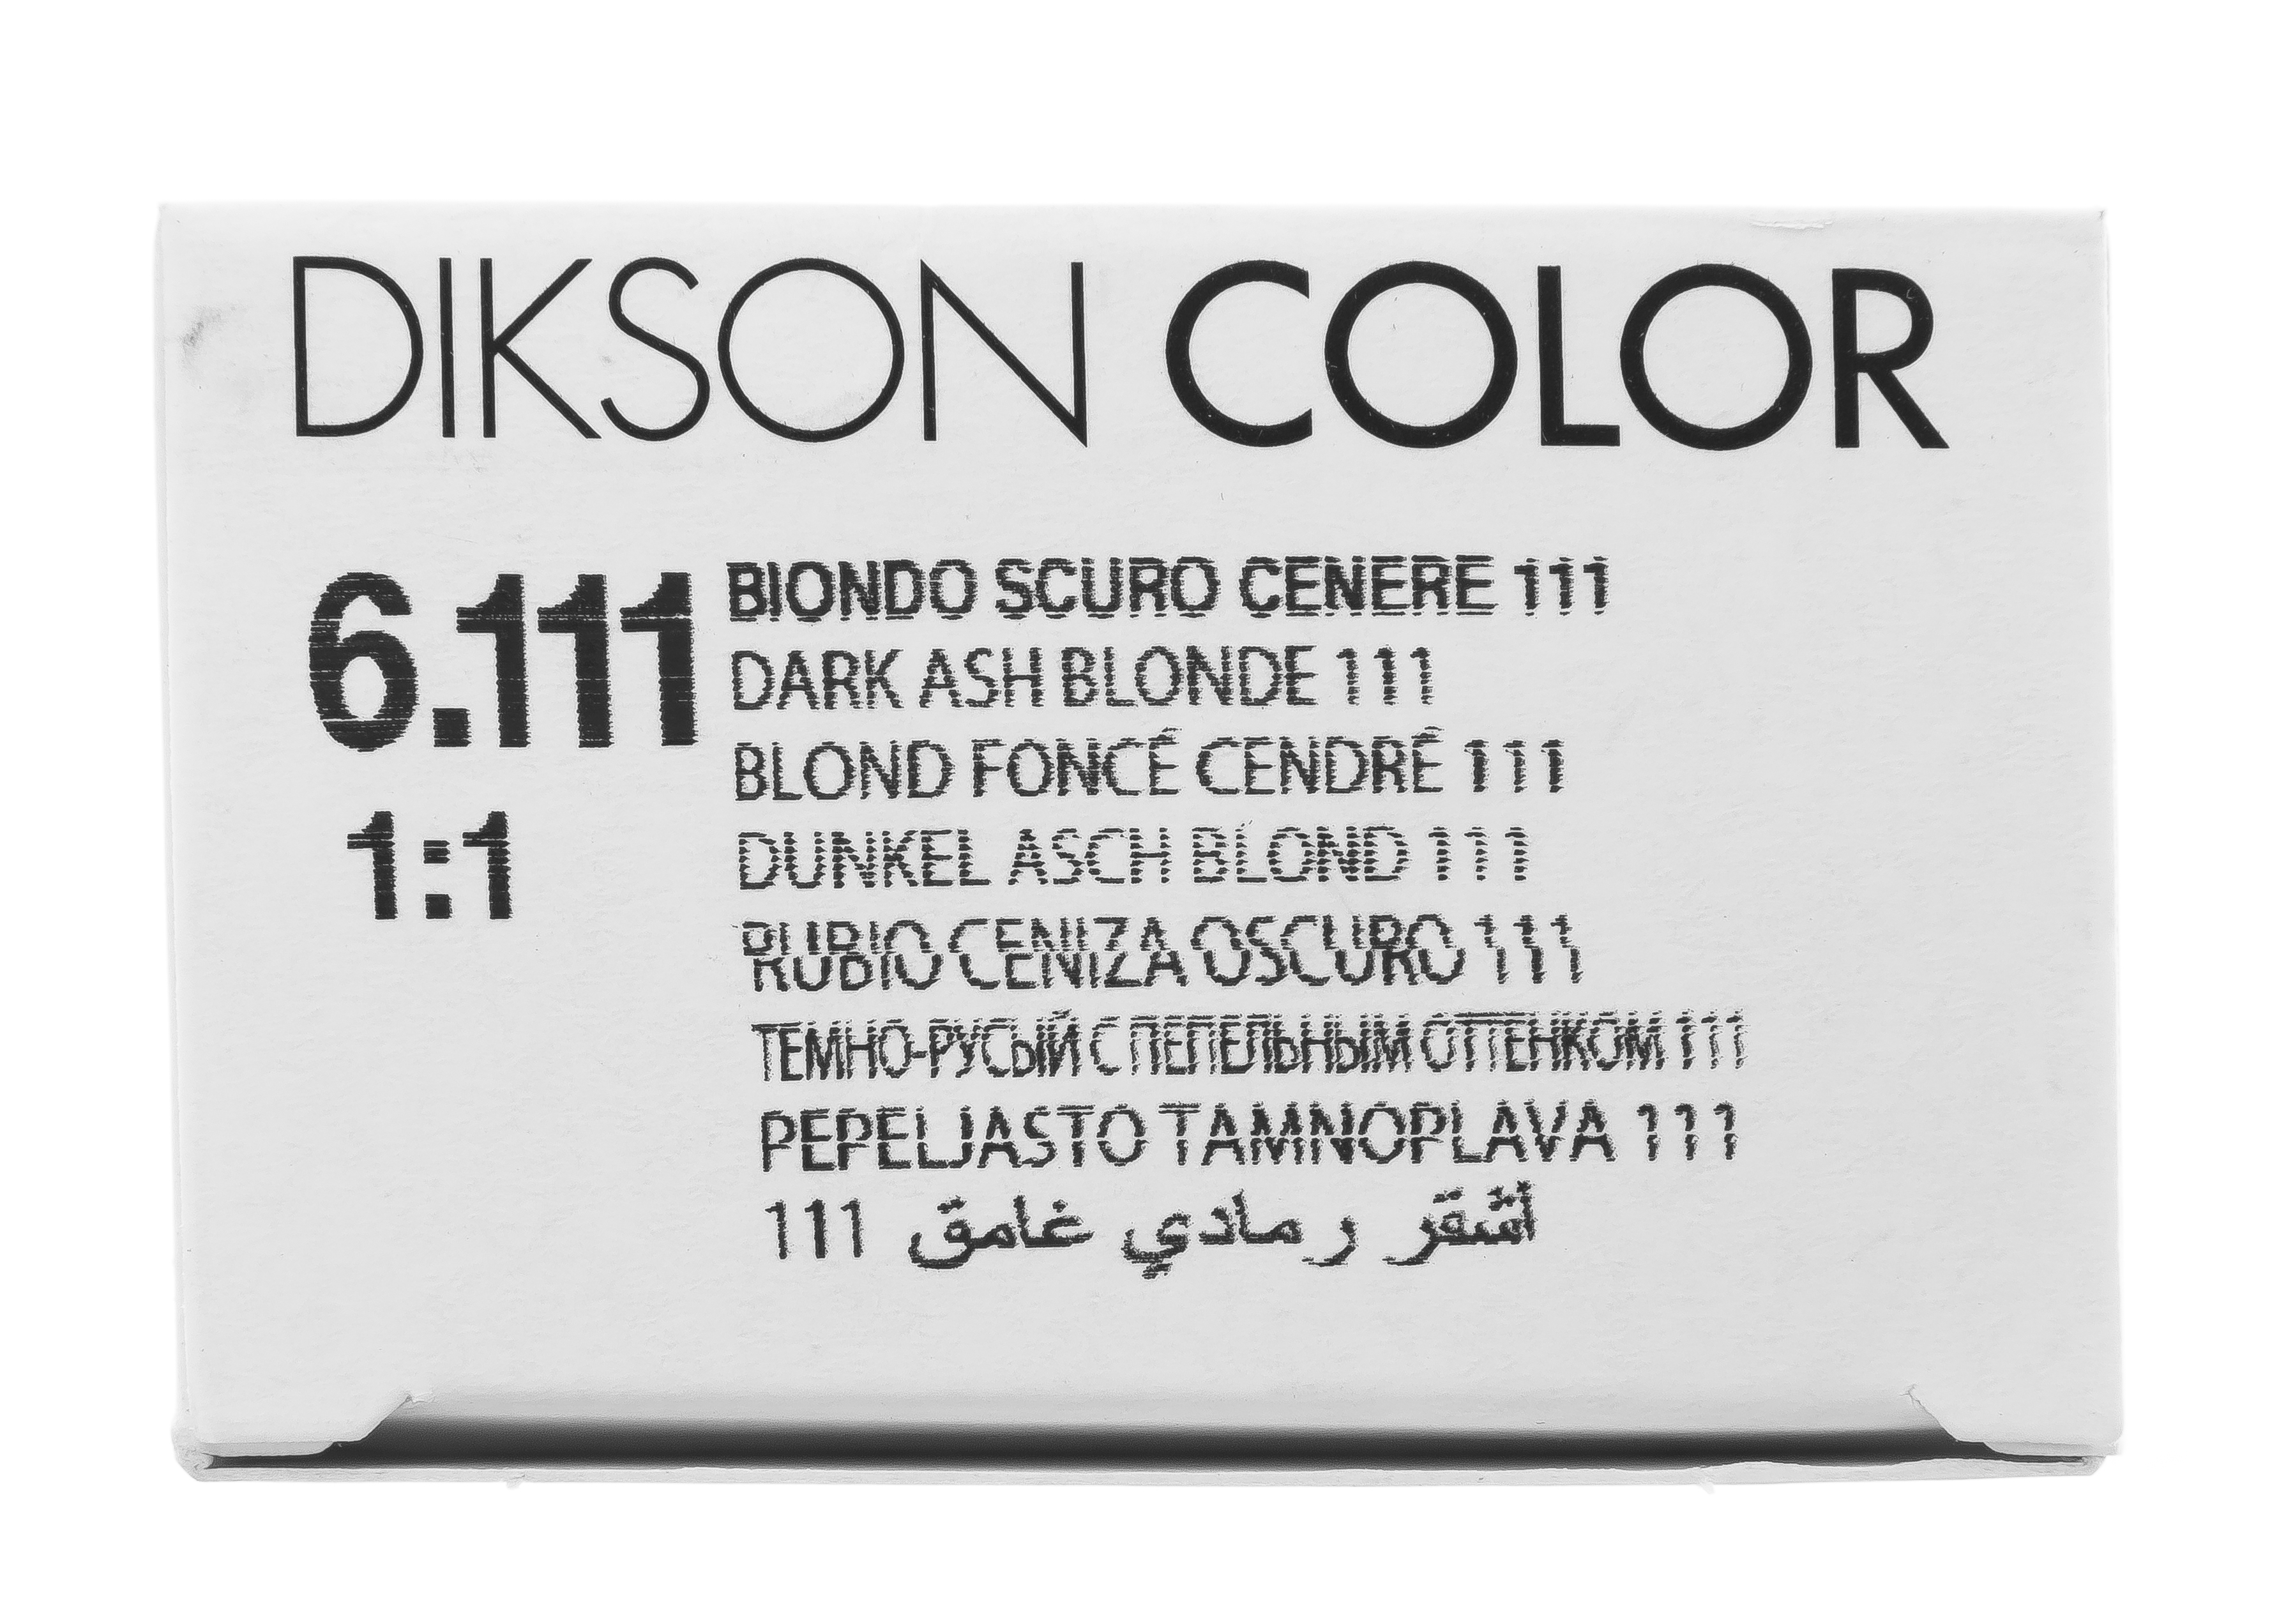 DIKSON COLOR
6.111
1:1
BIONDO SCURO CENERE 111
DARK ASH BLONDE 111
BLOND FONCÉ CENDRÉ 111
DUNKEL ASCH BLOND 111
RUBIO CENIZA OSCURO 111
ТЕМНО-РУСЫЙ С ПЕПЕЛЬНЫМ ОТТЕНКОМ 111
PEPELJASTO TAMNOPLAVA 111
أشقر رمادي غامق 111